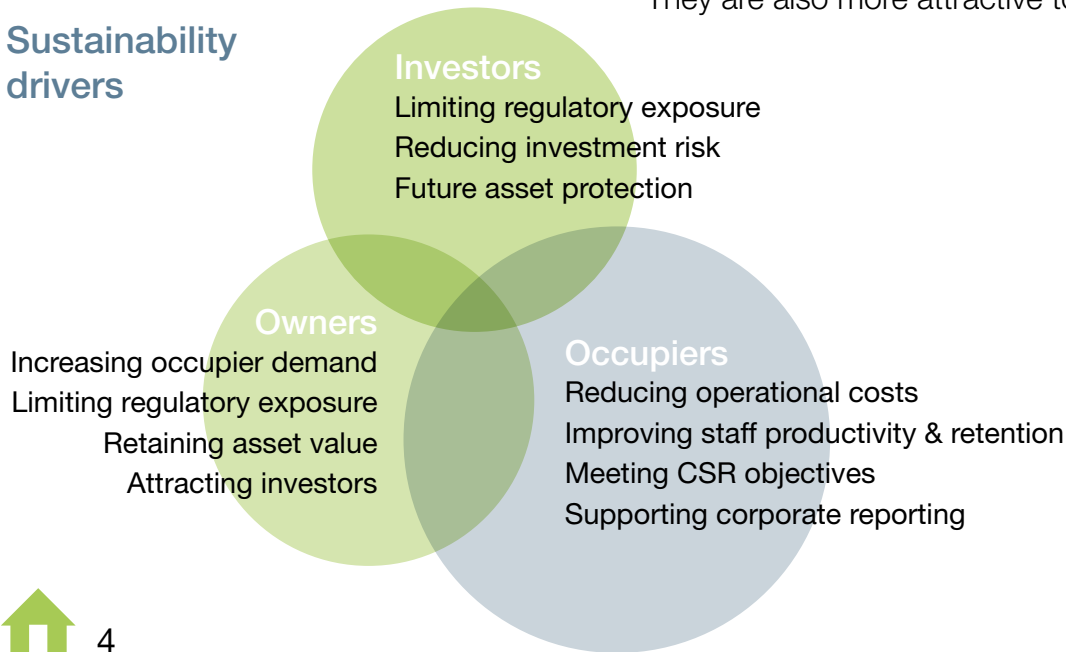 They are also more attractive to
Sustainability
drivers
Investors
Limiting regulatory exposure
Reducing investment risk
Future asset protection
Owners
Increasing occupier demand
Limiting regulatory exposure
Retaining asset value
Attracting investors
Occupiers
Reducing operational costs
Improving staff productivity & retention
Meeting CSR objectives
Supporting corporate reporting
4